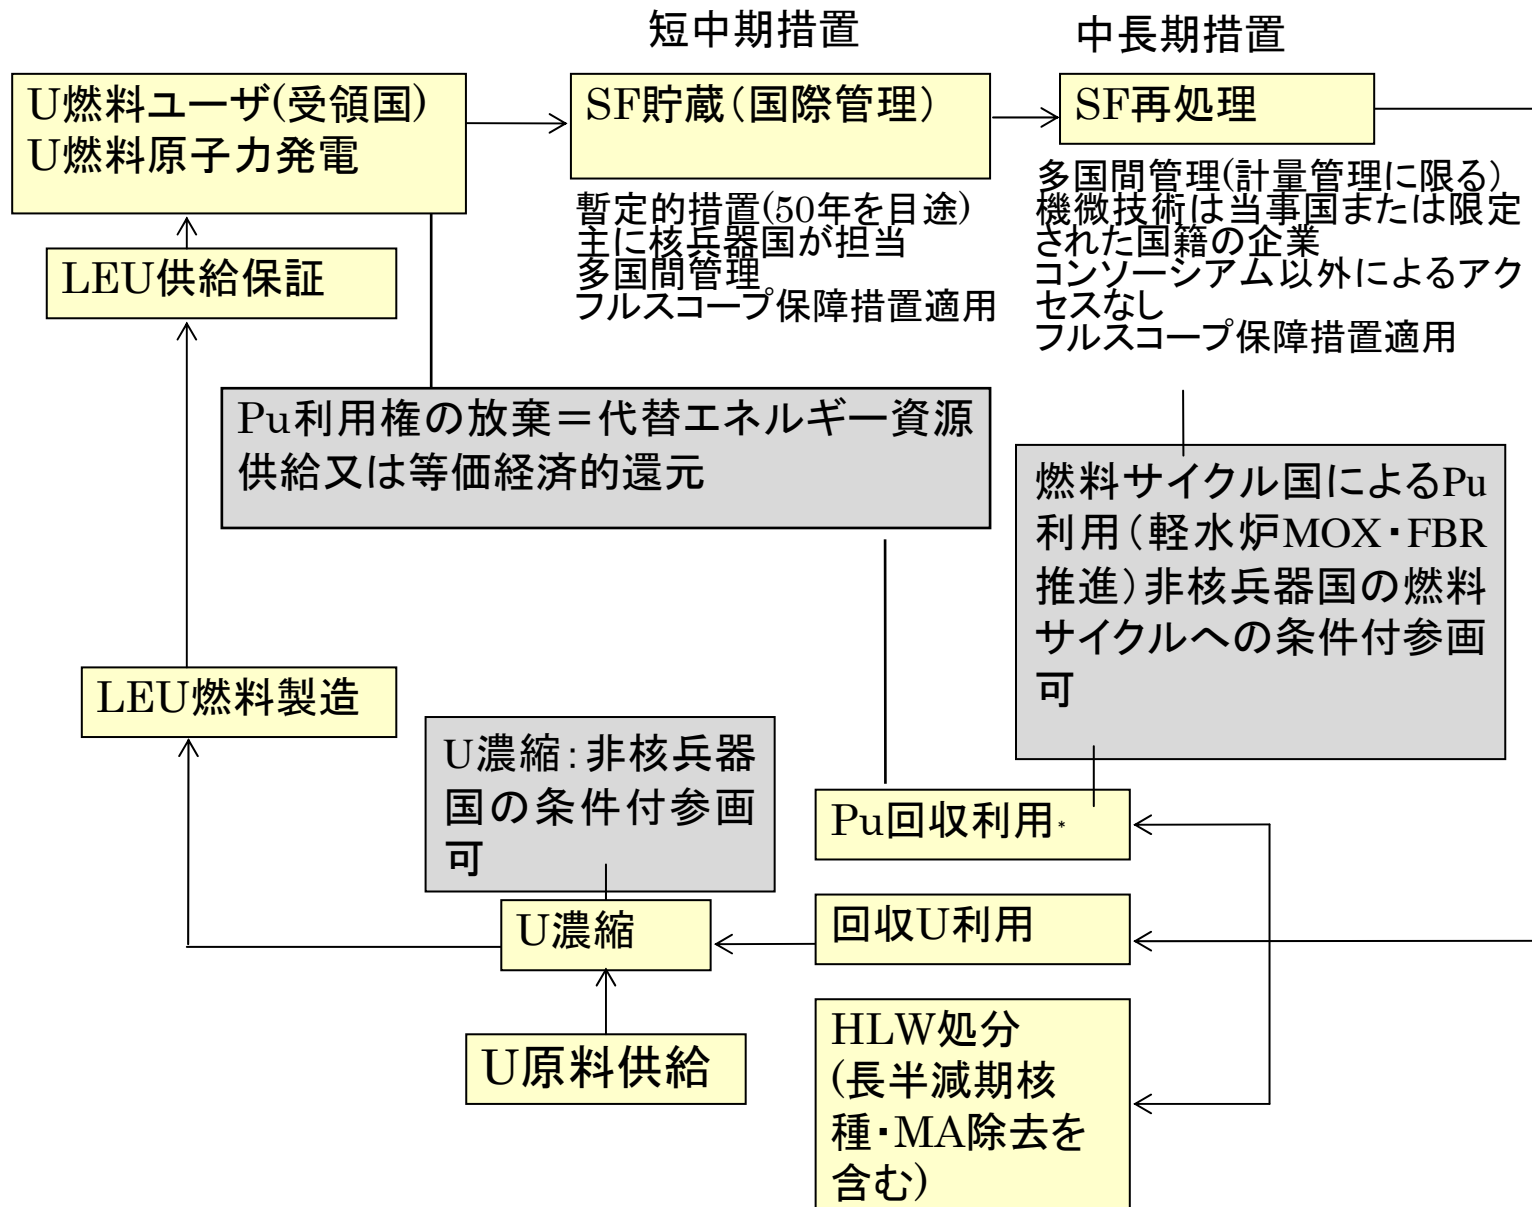 短中期措置
中長期措置
U燃料ユーザ(受領国)
U燃料原子力発電
SF貯蔵（国際管理）
SF再処理
暫定的措置(50年を目途)
主に核兵器国が担当
多国間管理
フルスコープ保障措置適用
多国間管理(計量管理に限る）
機微技術は当事国または限定
された国籍の企業
コンソーシアム以外によるアク
セスなし
フルスコープ保障措置適用
LEU供給保証
Pu利用権の放棄＝代替エネルギー資源
供給又は等価経済的還元
燃料サイクル国によるPu
利用（軽水炉MOX・FBR
推進）非核兵器国の燃料
サイクルへの条件付参画
可
LEU燃料製造
U濃縮：非核兵器
国の条件付参画
可
Pu回収利用*
U濃縮
回収U利用
U原料供給
HLW処分
(長半減期核
種・MA除去を
含む)